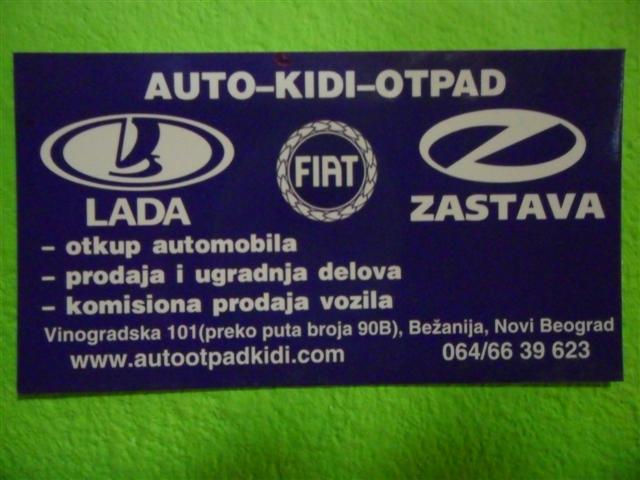 AUTO–KIDI–OTPAD
LADA
FIAT
ZASTAVA
– otkup automobila
– prodaja i ugradnja delova
– komisiona prodaja vozila
Vinogradska 101(preko puta broja 90B), Bežanija, Novi Beograd
www.autootpadkidi.com 064/66 39 623